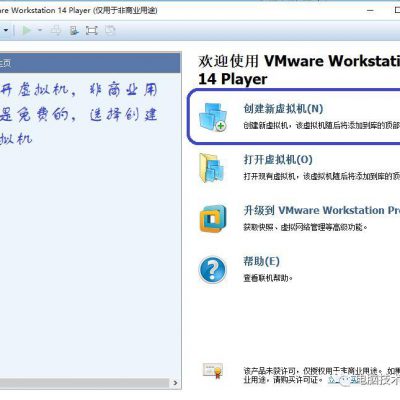 are Workstation 14 Player (仅用于非商业用途)
主页
开虚拟机，非商业用
是免费的，选择创建
拟机
欢迎使用 VMware Workstati
14 Player
创建新虚拟机(N)
创建新虚拟机，该虚拟机随后将添加到库的顶部
打开虚拟机(O)
打开现有虚拟机，该虚拟机随后将添加到库的顶部
升级到 VMware Workstation Pro
获取快照、虚拟网络管理等高级功能。
帮助(E)
查看联机帮助。
该产品未获许可，仅授权用于非商业用途。如果
业用途，请购买许可证。
电脑技术